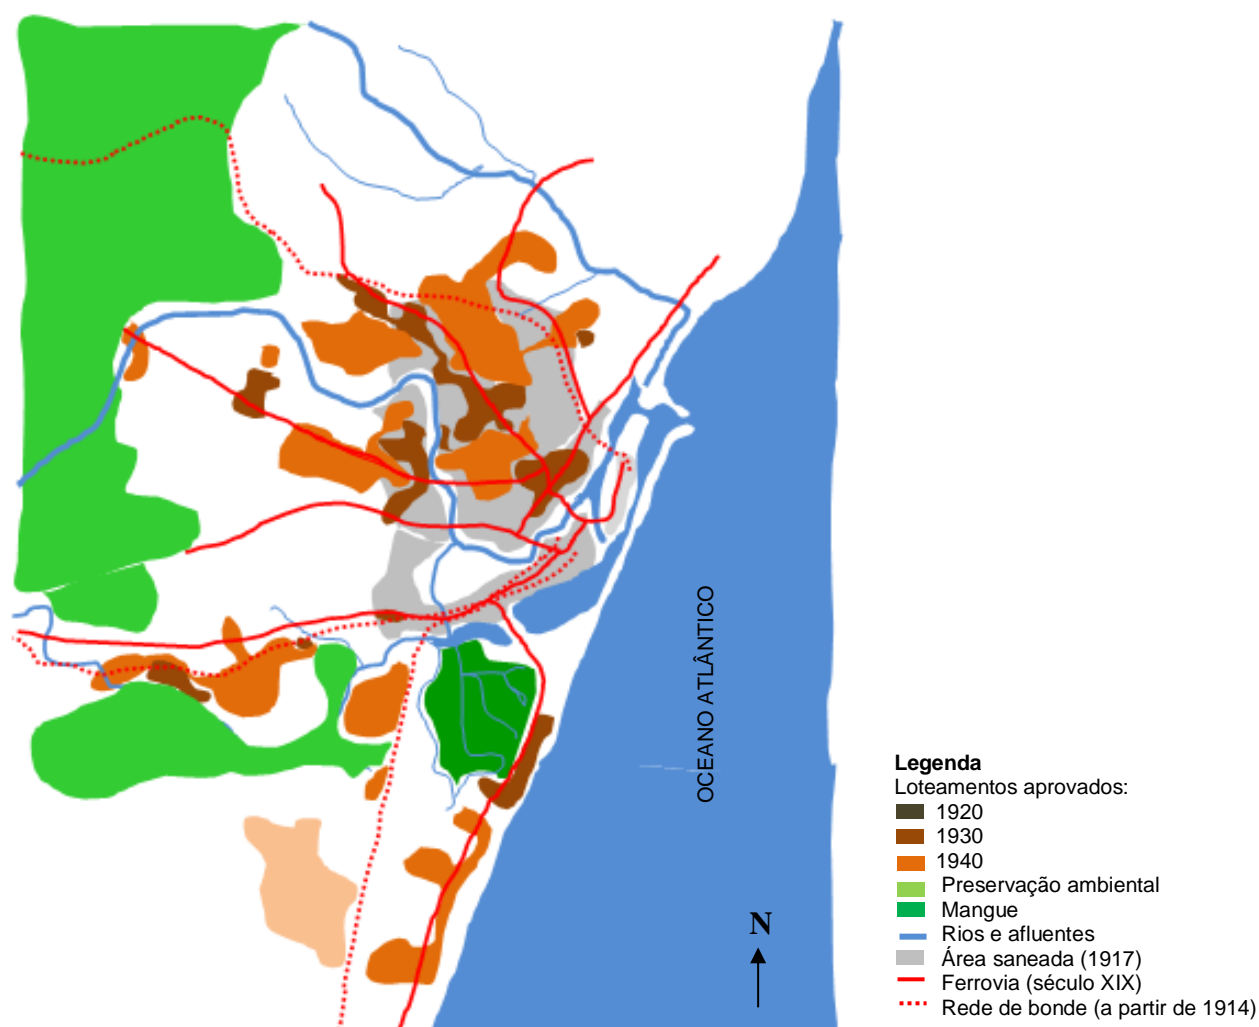 OCEANO ATLÂNTICO
N
Legenda
Loteamentos aprovados:
1920
1930
1940
Preservação ambiental
Mangue
Rios e afluentes
Área saneada (1917)
Ferrovia (século XIX)
Rede de bonde (a partir de 1914)